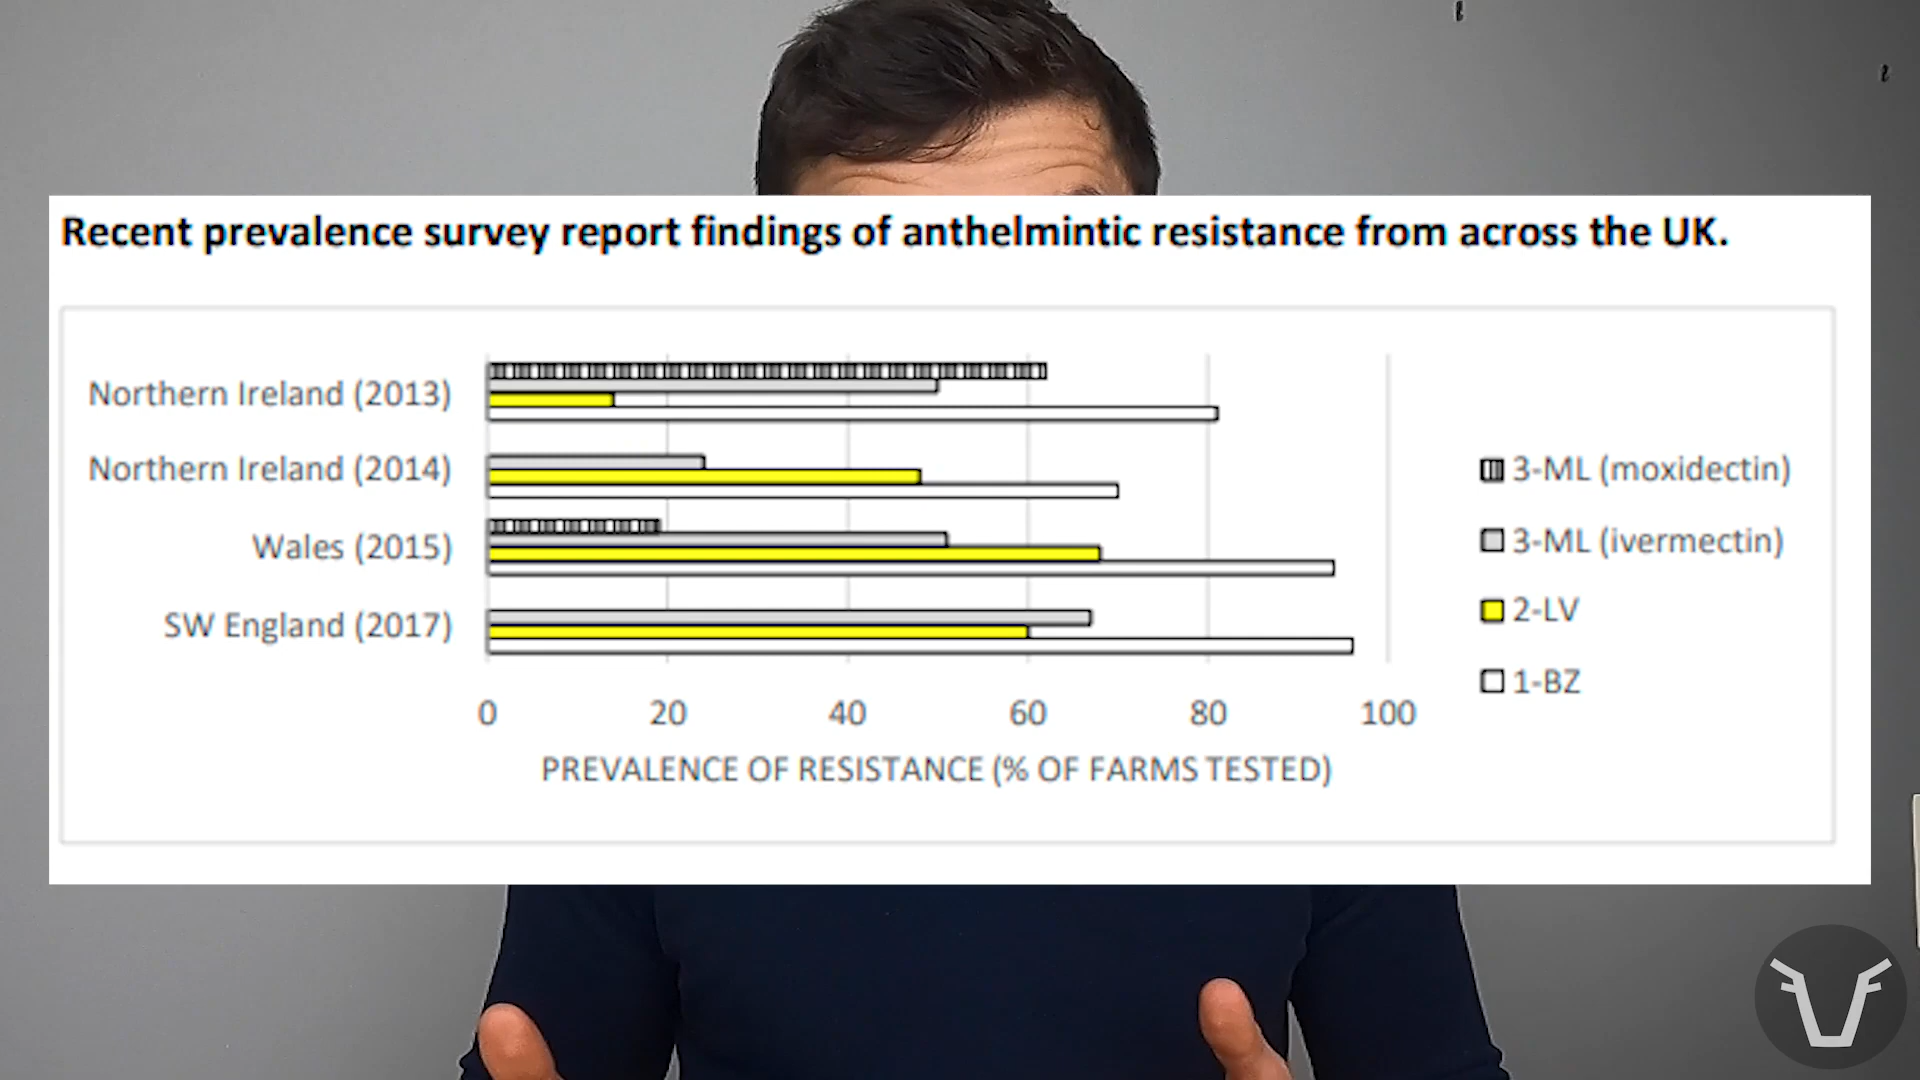 Recent prevalence survey report findings of anthelmintic resistance from across the UK.
Northern Ireland (2013)
Northern Ireland (2014)
Wales (2015)
SW England (2017)
3-ML (moxidectin)
3-ML (ivermectin)
2-LV
1-BZ
0 20 40 60 80 100
PREVALENCE OF RESISTANCE (% OF FARMS TESTED)